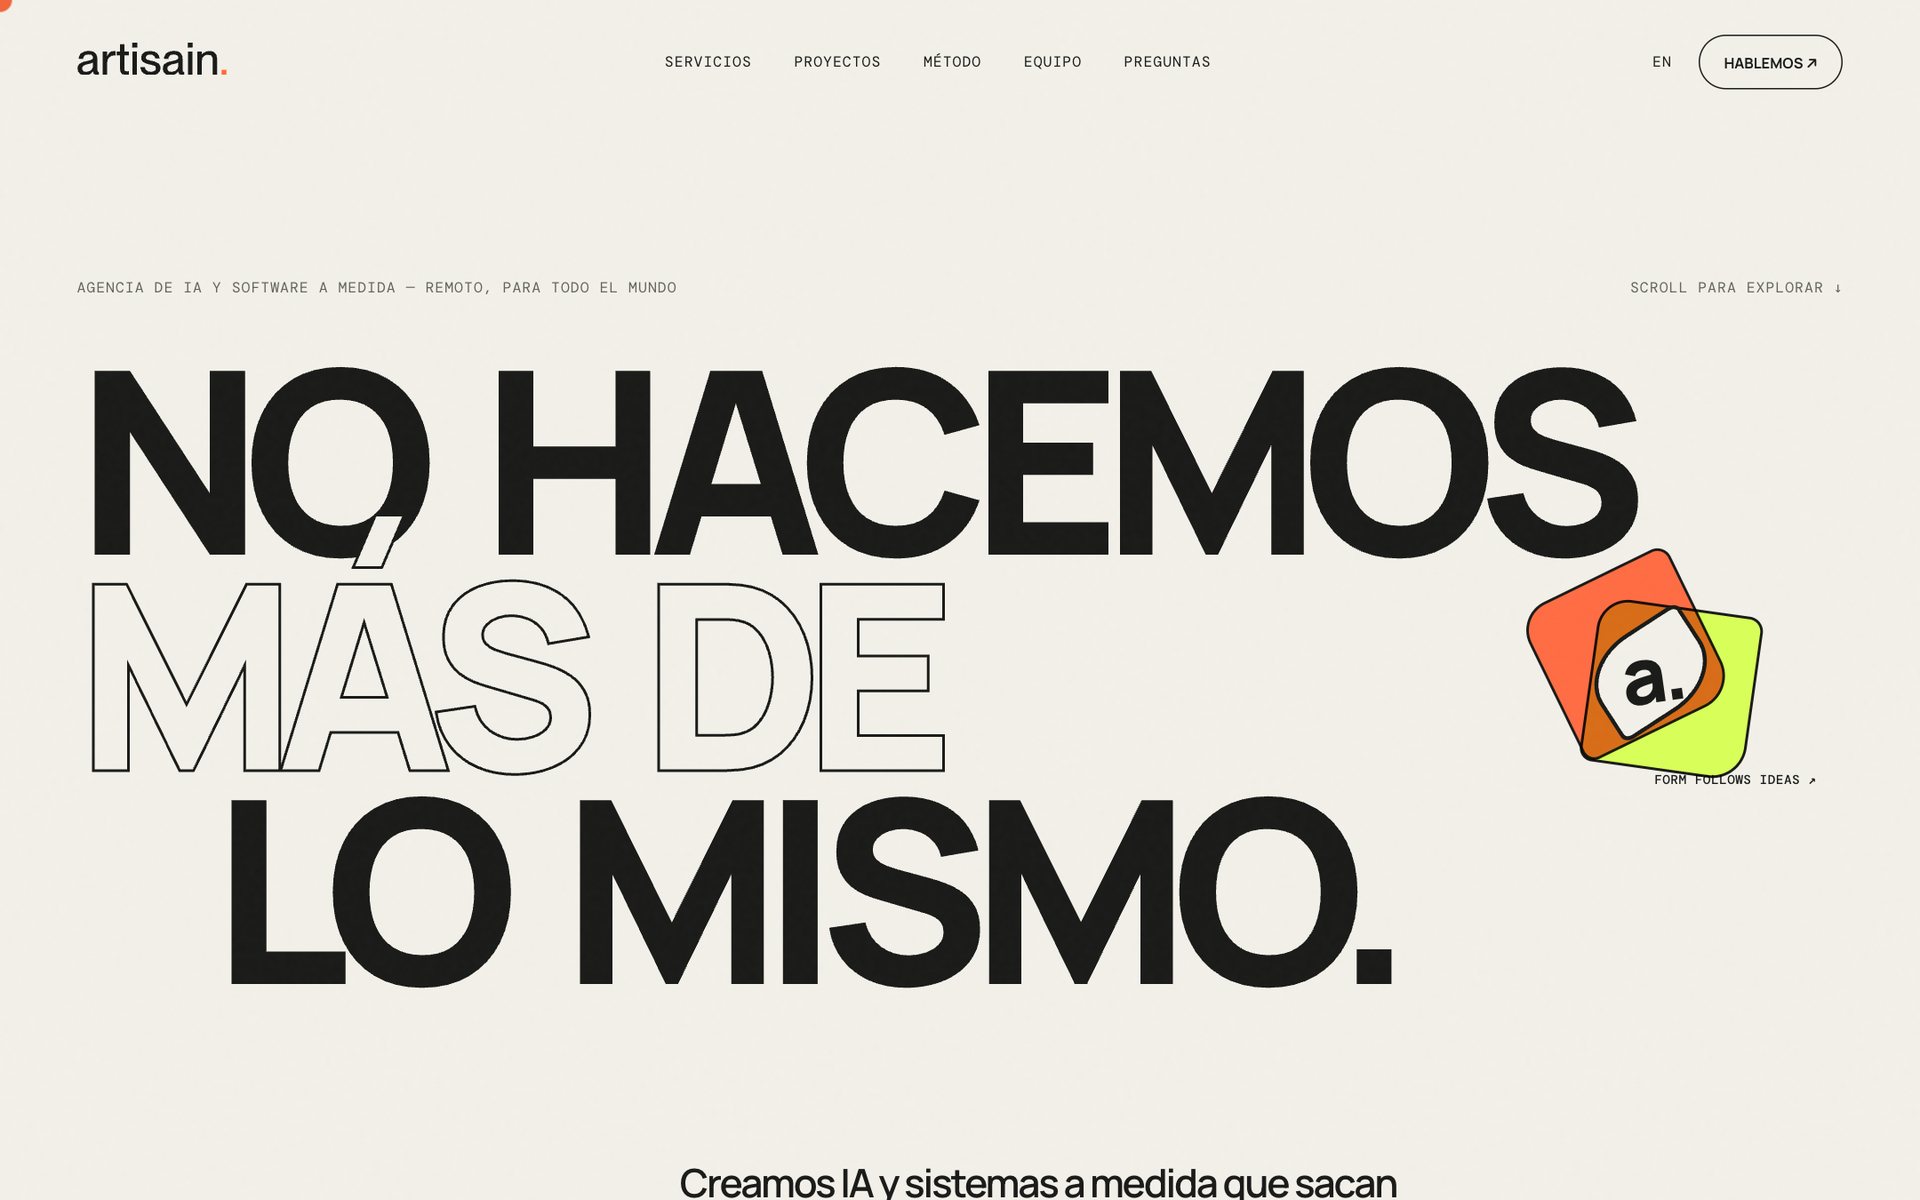 artisain.
SERVICIOS PROYECTOS MÉTODO EQUIPO PREGUNTAS
EN
HABLEMOS ↗
AGENCIA DE IA Y SOFTWARE A MEDIDA — REMOTO, PARA TODO EL MUNDO
SCROLL PARA EXPLORAR ↓
NO HACEMOS
MÁS DE
a.
FORM FOLLOWS IDEAS ↗
LO MISMO.
Creamos IA y sistemas a medida que sacan